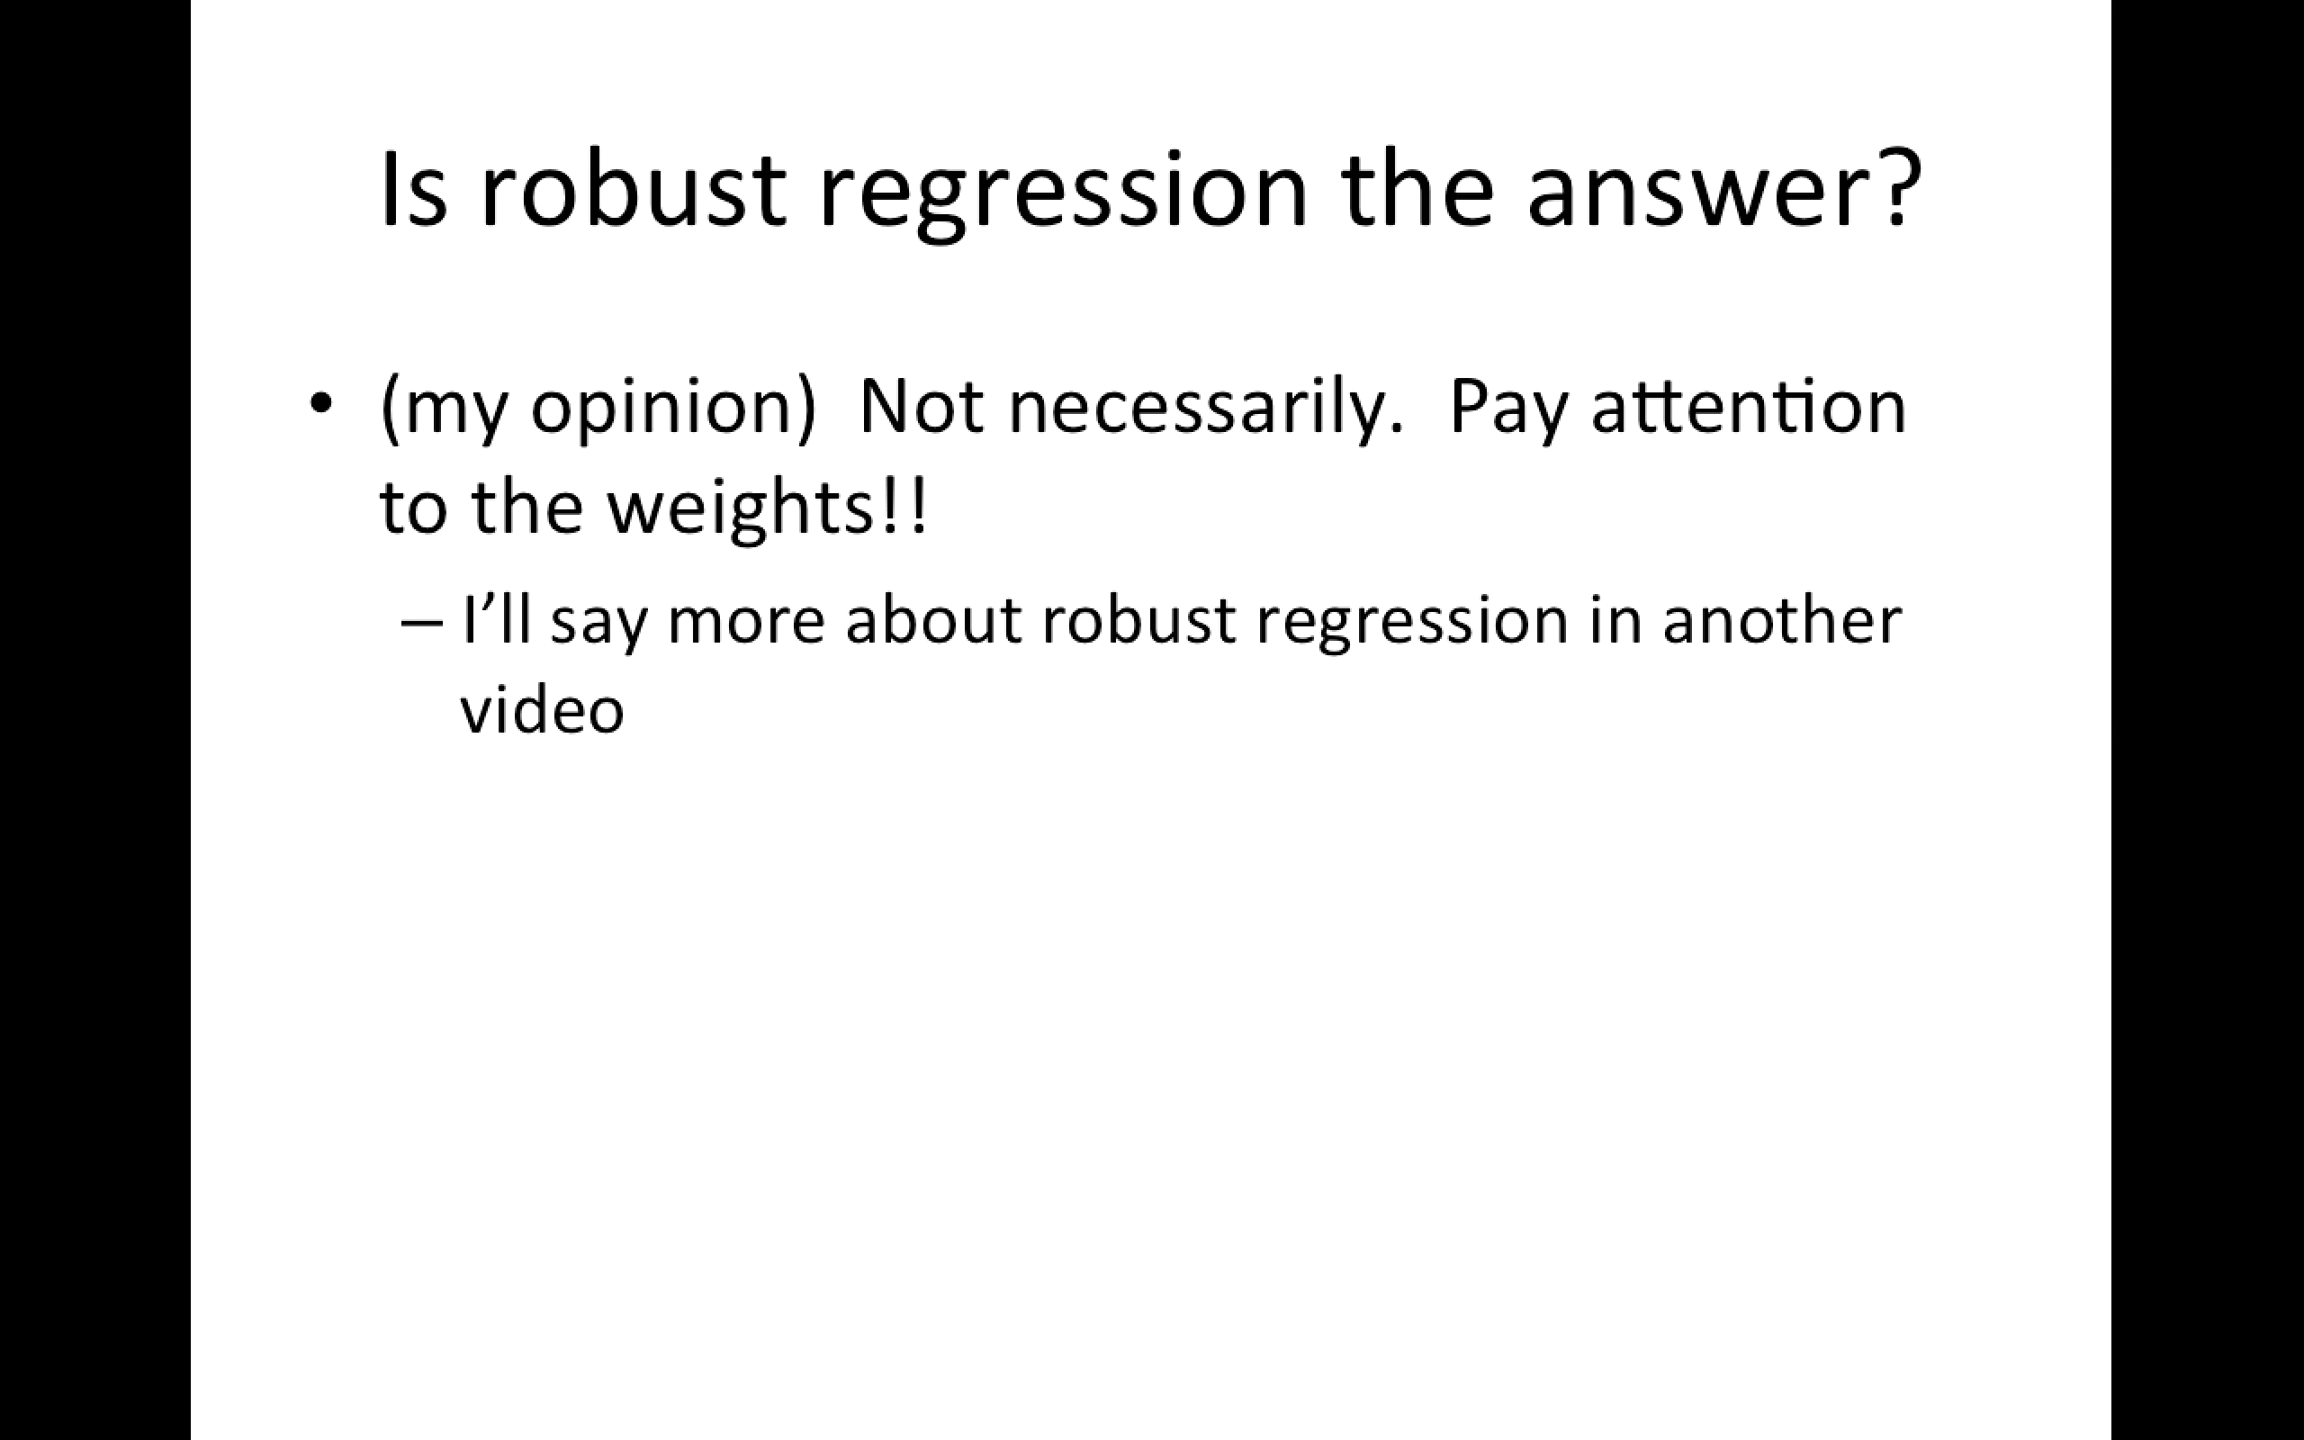 Is robust regression the answer?
• (my opinion)  Not necessarily.  Pay attention
to the weights!!
– I’ll say more about robust regression in another
video